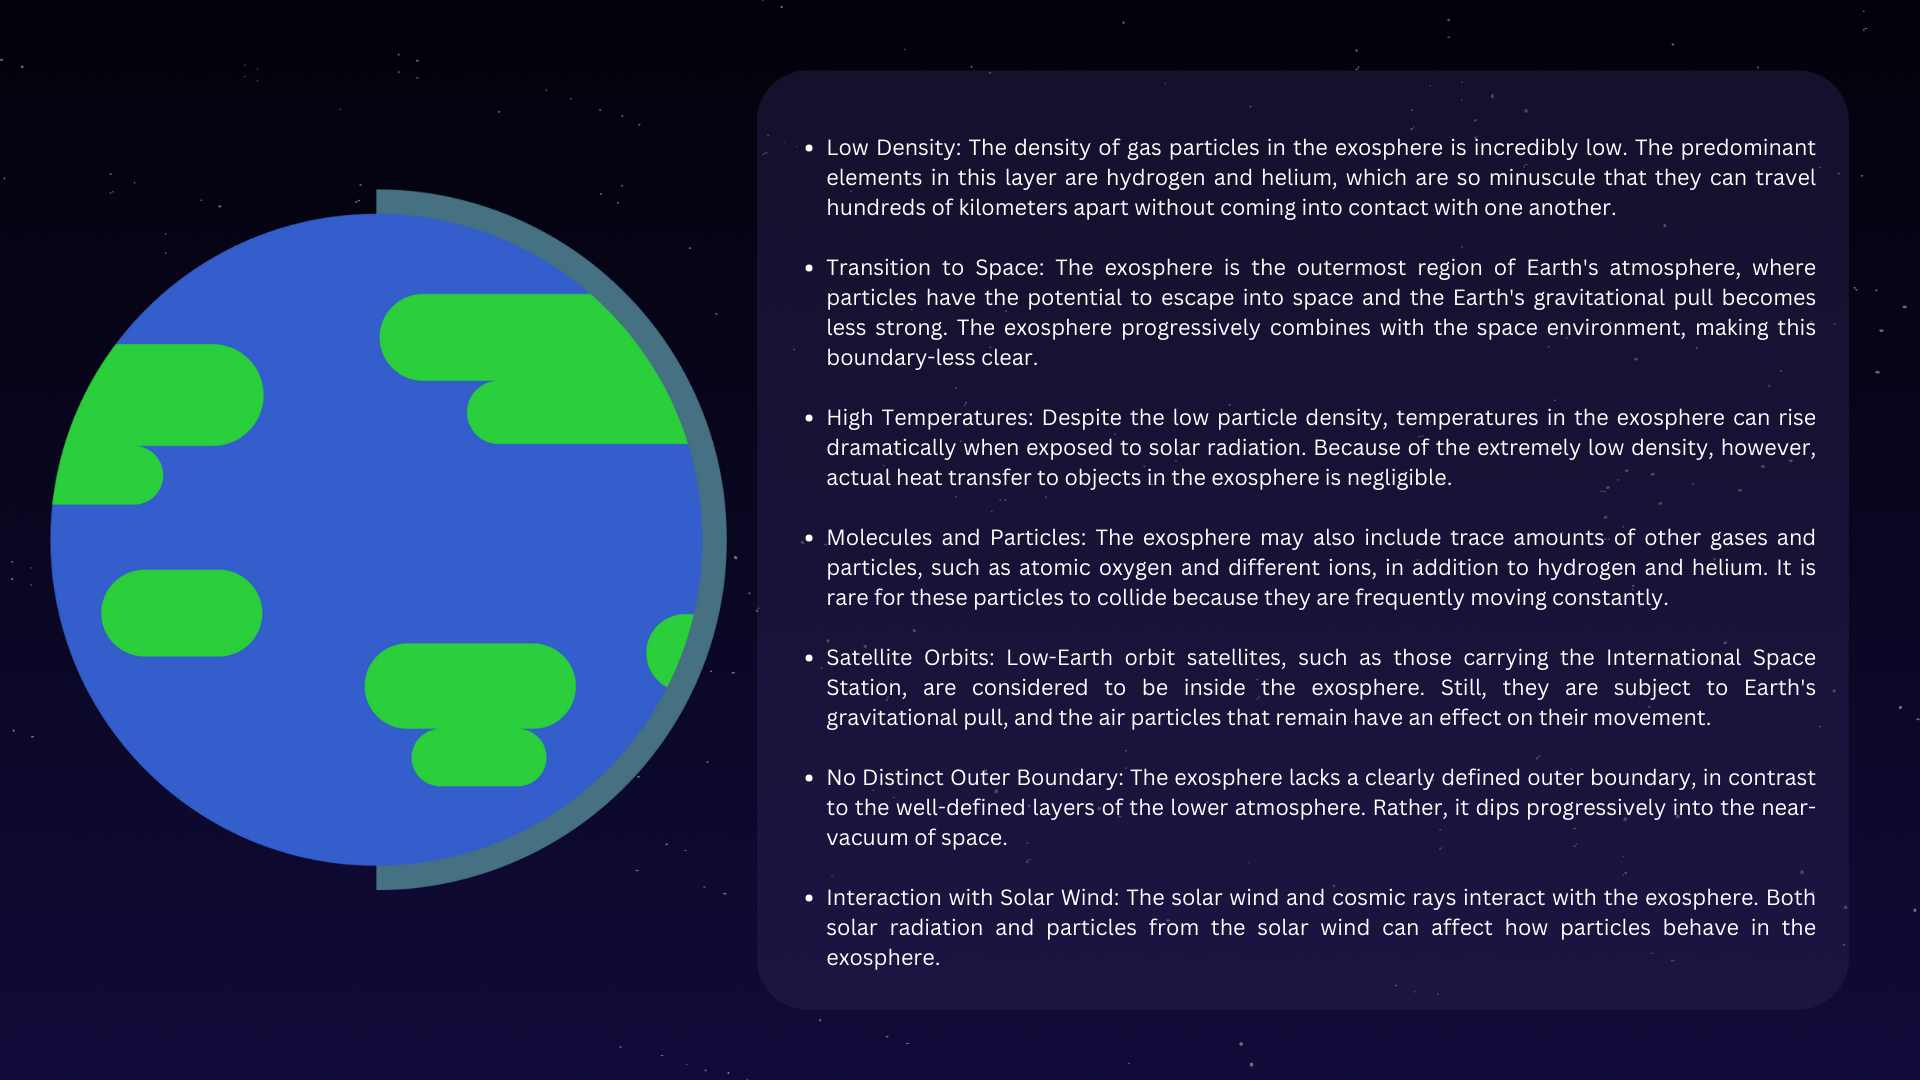 • Low Density: The density of gas particles in the exosphere is incredibly low. The predominant
elements in this layer are hydrogen and helium, which are so minuscule that they can travel
hundreds of kilometers apart without coming into contact with one another.
• Transition to Space: The exosphere is the outermost region of Earth's atmosphere, where
particles have the potential to escape into space and the Earth's gravitational pull becomes
less strong. The exosphere progressively combines with the space environment, making this
boundary-less clear.
• High Temperatures: Despite the low particle density, temperatures in the exosphere can rise
dramatically when exposed to solar radiation. Because of the extremely low density, however,
actual heat transfer to objects in the exosphere is negligible.
• Molecules and Particles: The exosphere may also include trace amounts of other gases and
particles, such as atomic oxygen and different ions, in addition to hydrogen and helium. It is
rare for these particles to collide because they are frequently moving constantly.
• Satellite Orbits: Low-Earth orbit satellites, such as those carrying the International Space
Station, are considered to be inside the exosphere. Still, they are subject to Earth's
gravitational pull, and the air particles that remain have an effect on their movement.
• No Distinct Outer Boundary: The exosphere lacks a clearly defined outer boundary, in contrast
to the well-defined layers of the lower atmosphere. Rather, it dips progressively into the near-
vacuum of space.
• Interaction with Solar Wind: The solar wind and cosmic rays interact with the exosphere. Both
solar radiation and particles from the solar wind can affect how particles behave in the
exosphere.